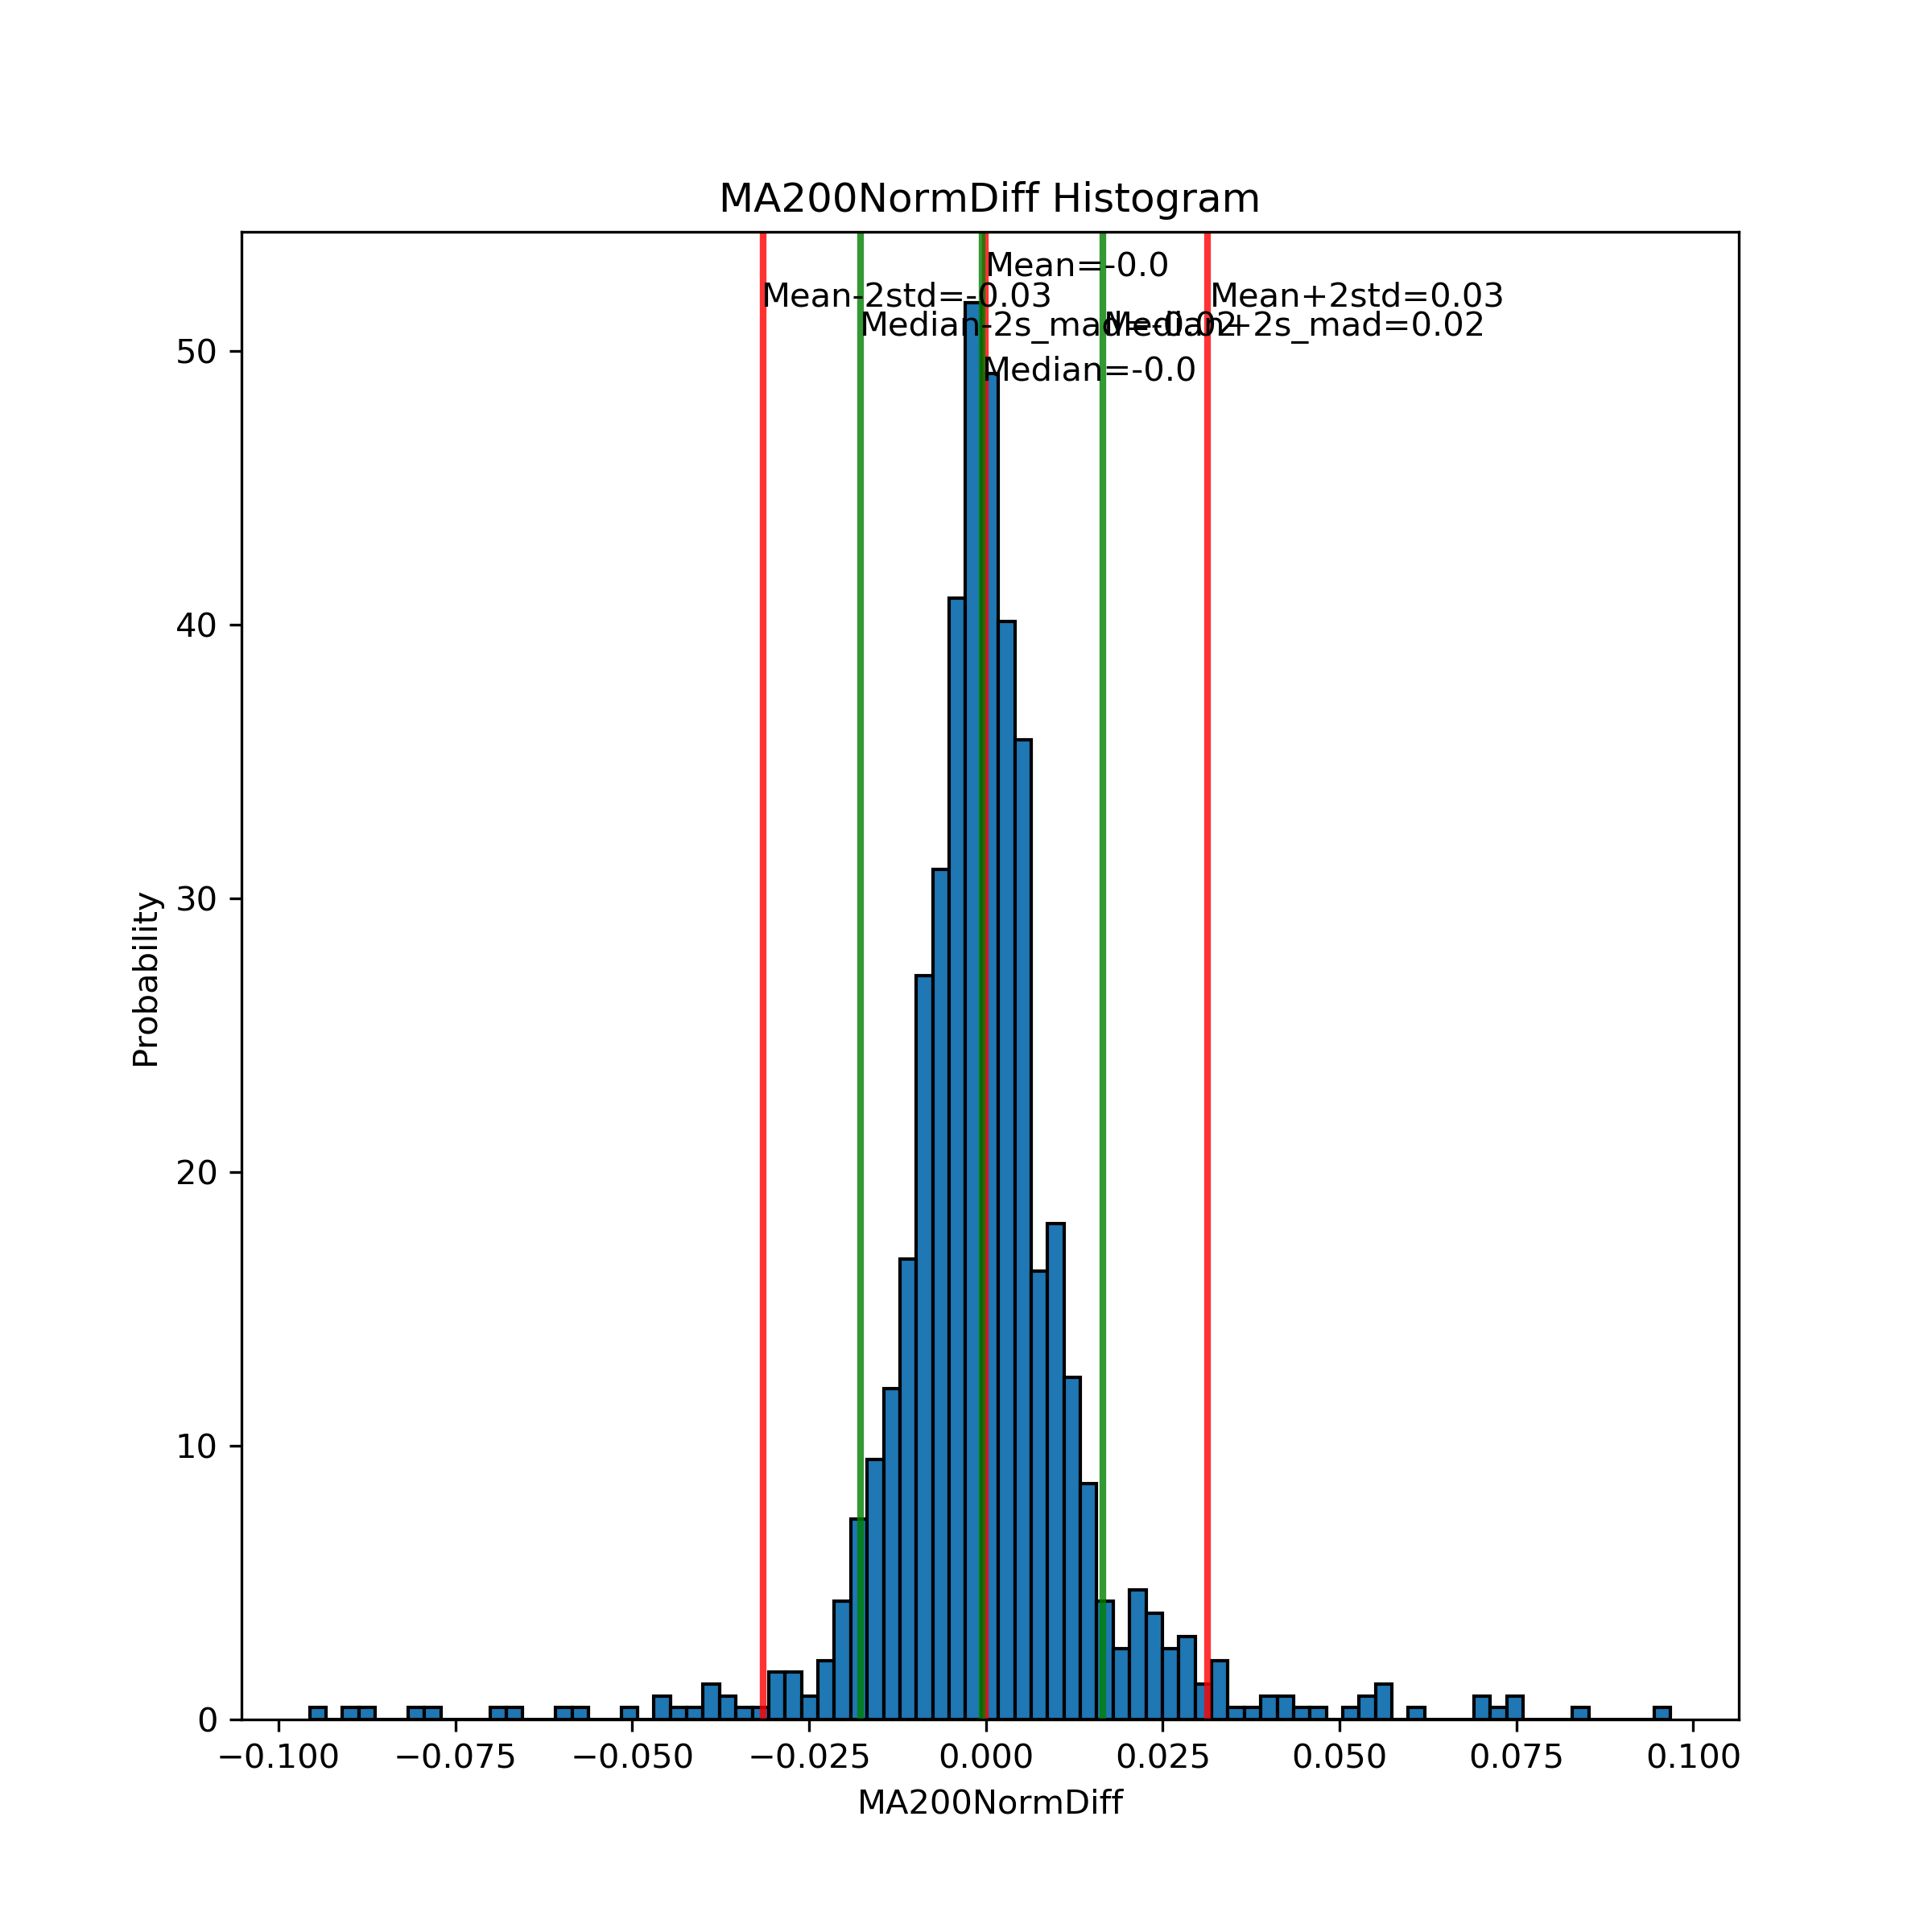 MA200NormDiff Histogram
Mean=-0.0
Mean-2std=-0.03
Mean+2std=0.03
Median-2s_mad=-0.02
Median+2s_mad=0.02
Median=-0.0
50
40
30
20
10
0
Probability
−0.100 −0.075 −0.050 −0.025 0.000 0.025 0.050 0.075 0.100
MA200NormDiff